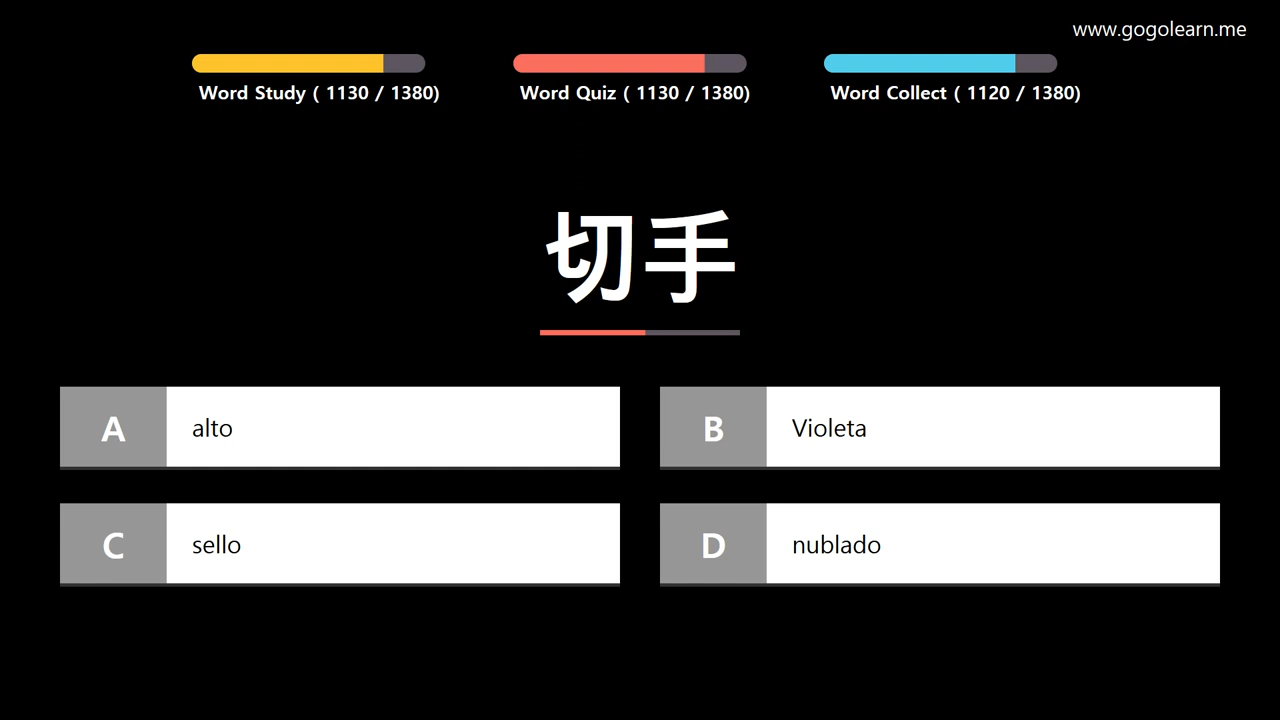 www.gogolearn.me
Word Study ( 1130 / 1380)
Word Quiz ( 1130 / 1380)
Word Collect ( 1120 / 1380)
切手
A alto
B Violeta
C sello
D nublado